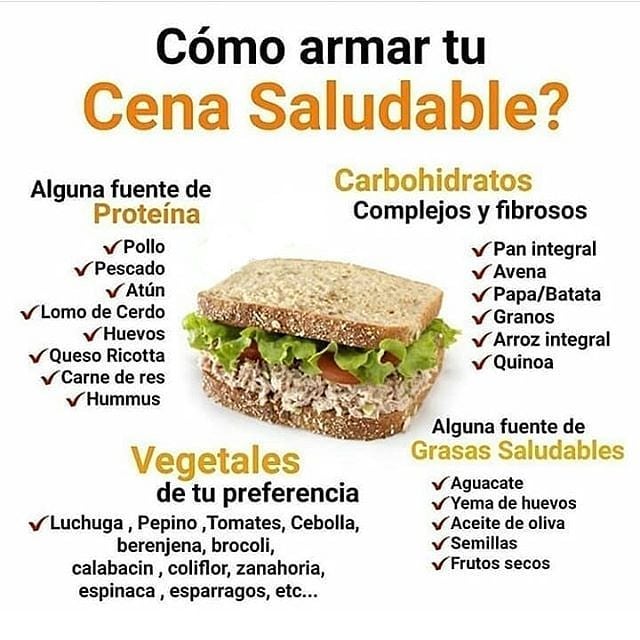 Cómo armar tu
Cena Saludable?
Alguna fuente de
Proteína
Pollo
Pescado
Atún
Lomo de Cerdo
Huevos
Queso Ricotta
Carne de res
Hummus
Carbohidratos
Complejos y fibrosos
Pan integral
Avena
Papa/Batata
Granos
Arroz integral
Quinoa
Vegetales
de tu preferencia
Luchuga , Pepino ,Tomates, Cebolla,
berenjena, brocoli,
calabacin , coliflor, zanahoria,
espinaca , esparragos, etc...
Alguna fuente de
Grasas Saludables
Aguacate
Yema de huevos
Aceite de oliva
Semillas
Frutos secos